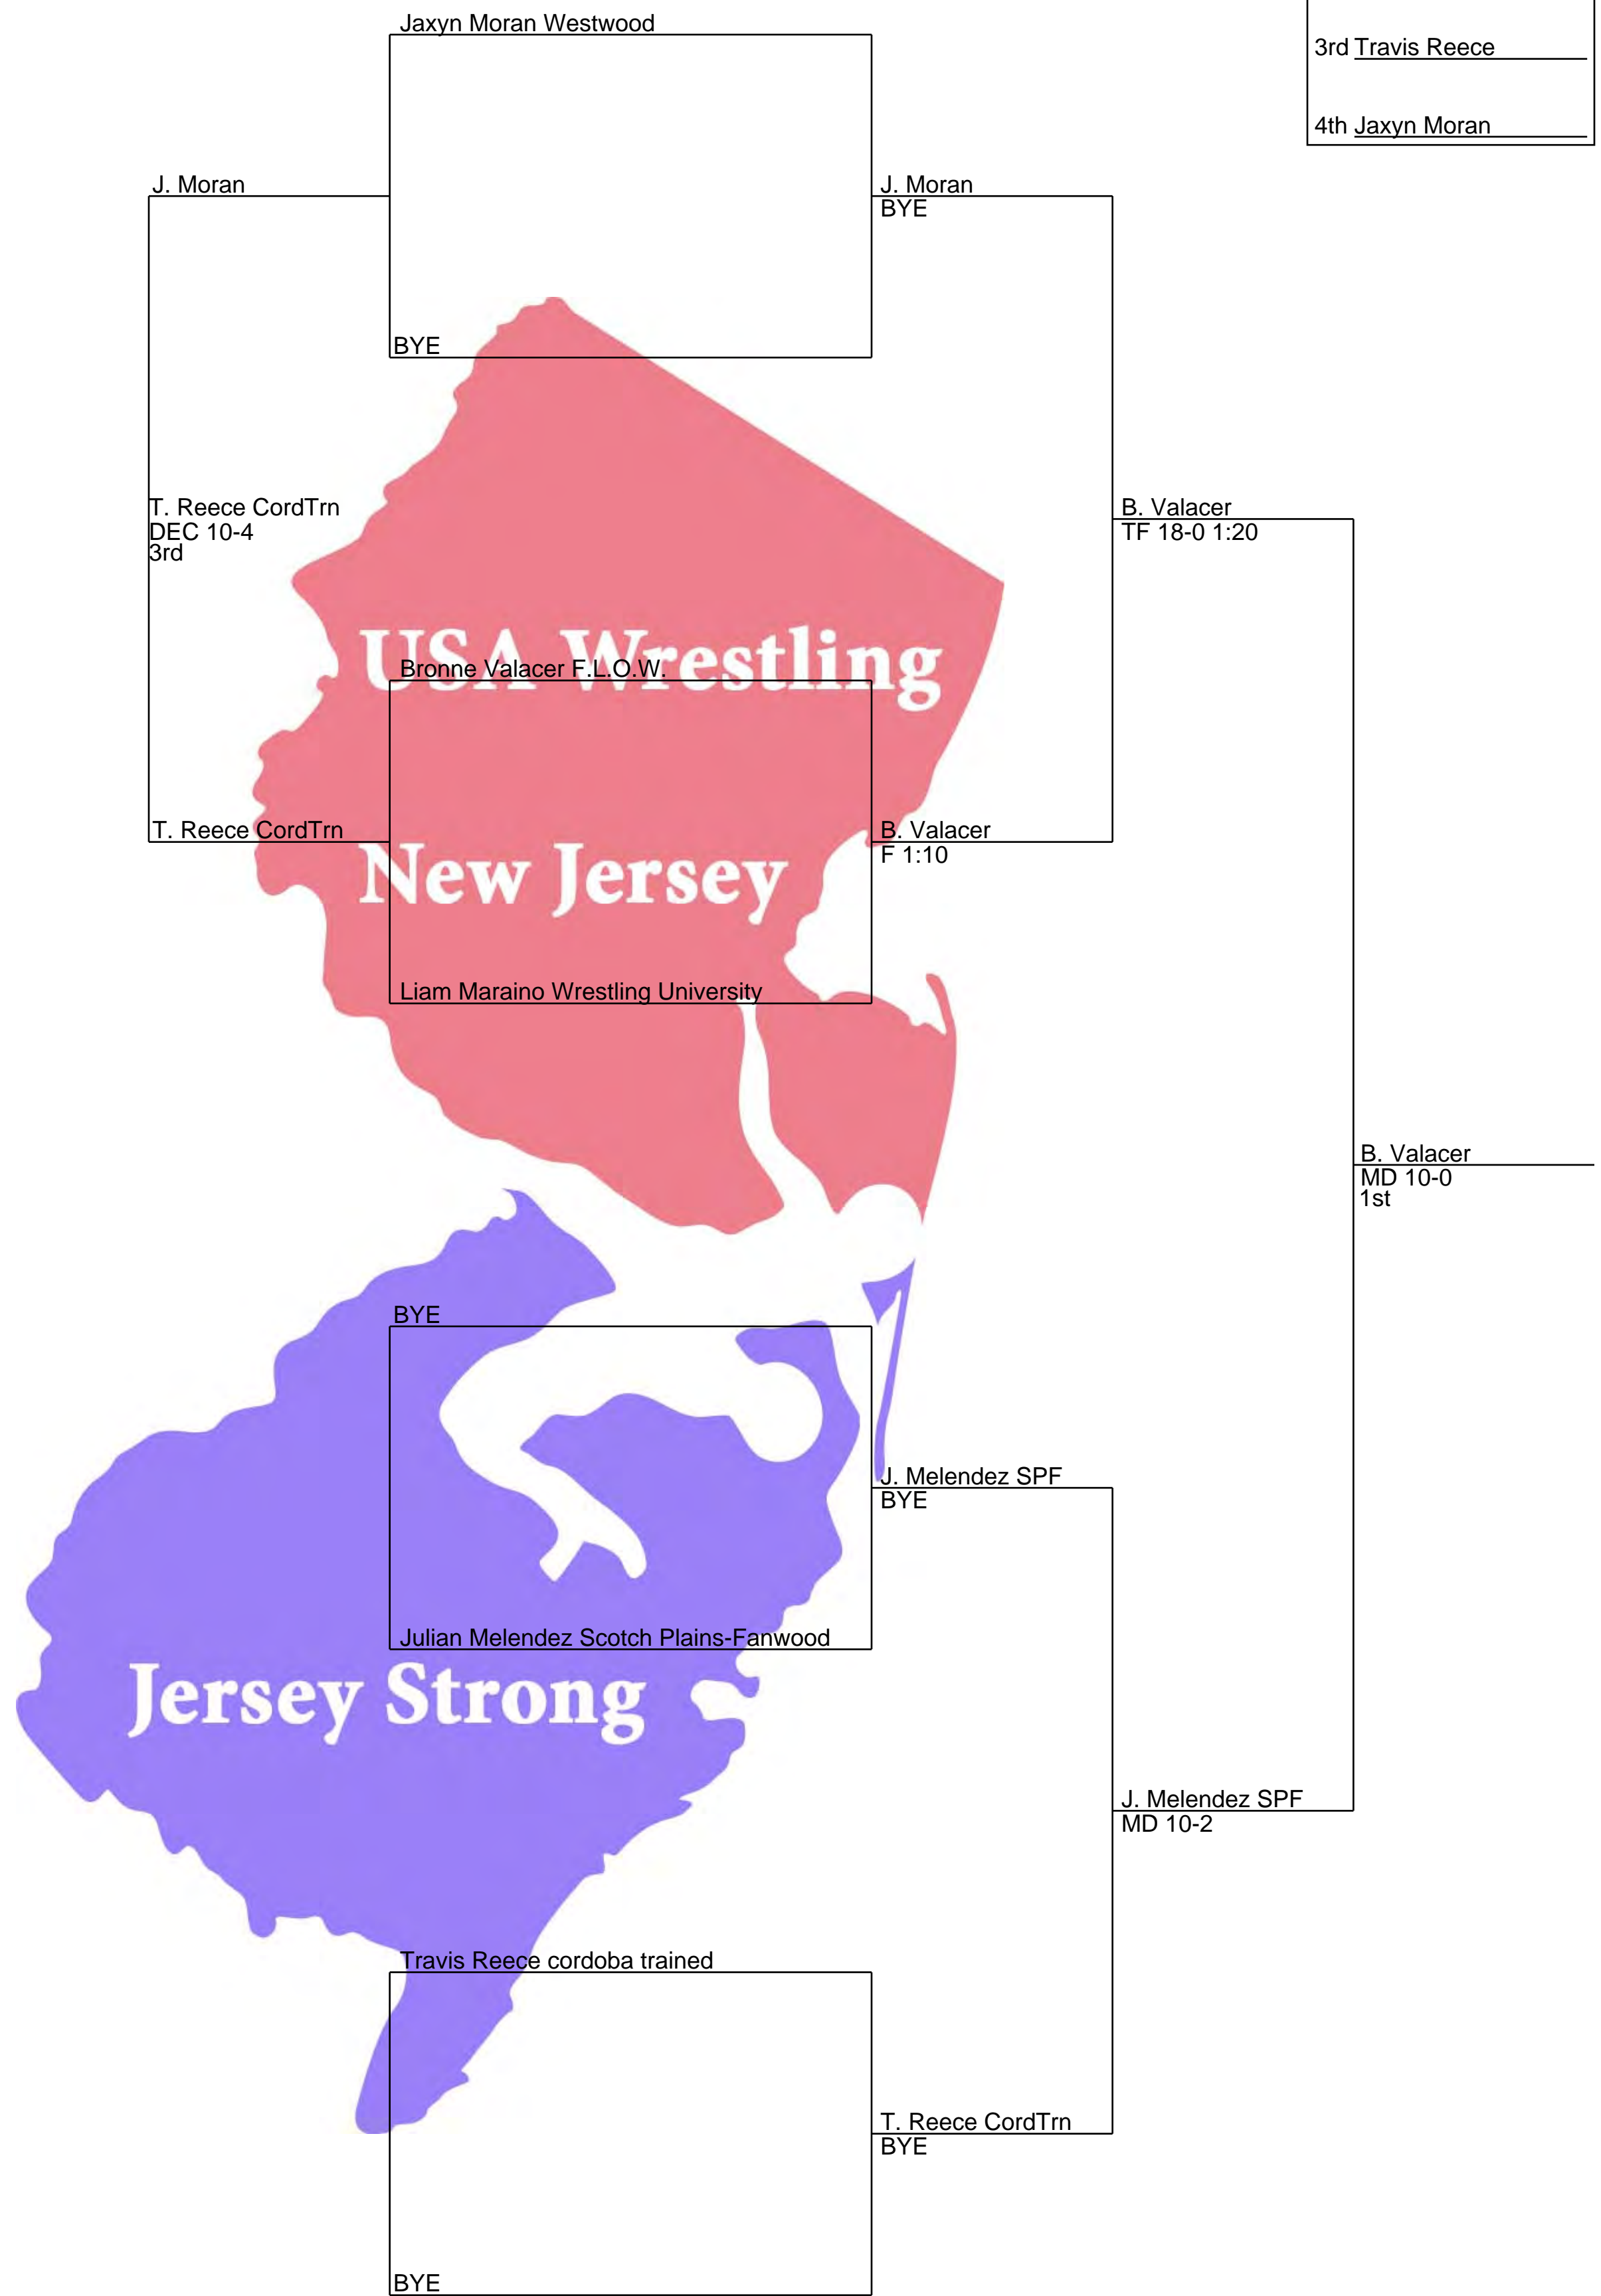 Jaxyn Moran Westwood
3rd Travis Reece
4th Jaxyn Moran
J. Moran
J. Moran
BYE
BYE
T. Reece CordTrn
DEC 10-4
3rd
B. Valacer
TF 18-0 1:20
USA Wrestling
Bronne Valacer F.L.O.W.
T. Reece CordTrn
B. Valacer
F 1:10
New Jersey
Liam Maraino Wrestling University
B. Valacer
MD 10-0
1st
BYE
J. Melendez SPF
BYE
Julian Melendez Scotch Plains-Fanwood
Jersey Strong
J. Melendez SPF
MD 10-2
Travis Reece cordoba trained
T. Reece CordTrn
BYE
BYE